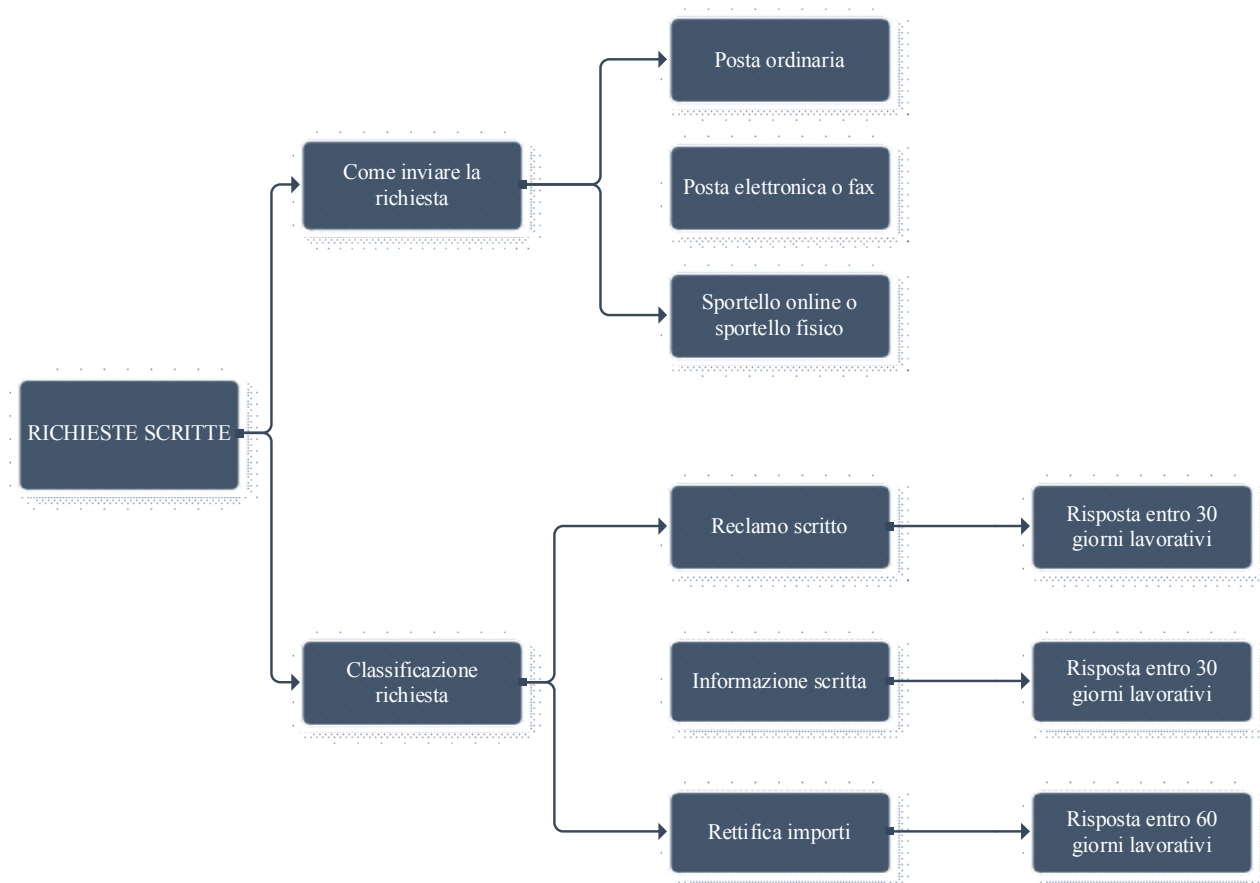 Posta ordinaria
Come inviare la
richiesta
Posta elettronica o fax
Sportello online o
sportello fisico
RICHIESTE SCRITTE
Reclamo scritto
Risposta entro 30
giorni lavorativi
Classificazione
richiesta
Informazione scritta
Risposta entro 30
giorni lavorativi
Rettifica importi
Risposta entro 60
giorni lavorativi